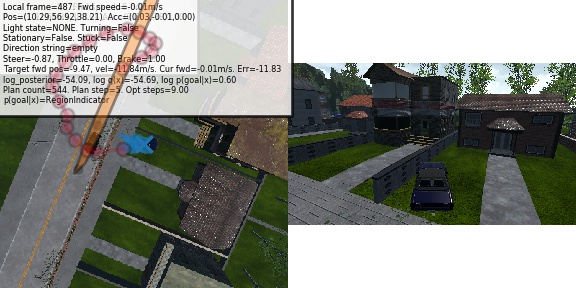 Local frame=487. Fwd speed=-0.01m/s
Pos=(10.29,56.92,38.21). Acc=(0.03,-0.01,0.00)
Light state=NONE. Turning=False.
Stationary=False. Stuck=False.
Direction string=empty
Steer=-0.87, Throttle=0.00, Brake=1.00
Target fwd pos=-9.47, vel=-11.84m/s. Cur fwd=-0.01m/s. Err=-11.83
log_posterior=-54.09, log q(x)=-54.69, log p(goal|x)=0.60
Plan count=544. Plan step=5. Opt steps=9.00
p(goal|x)=RegionIndicator